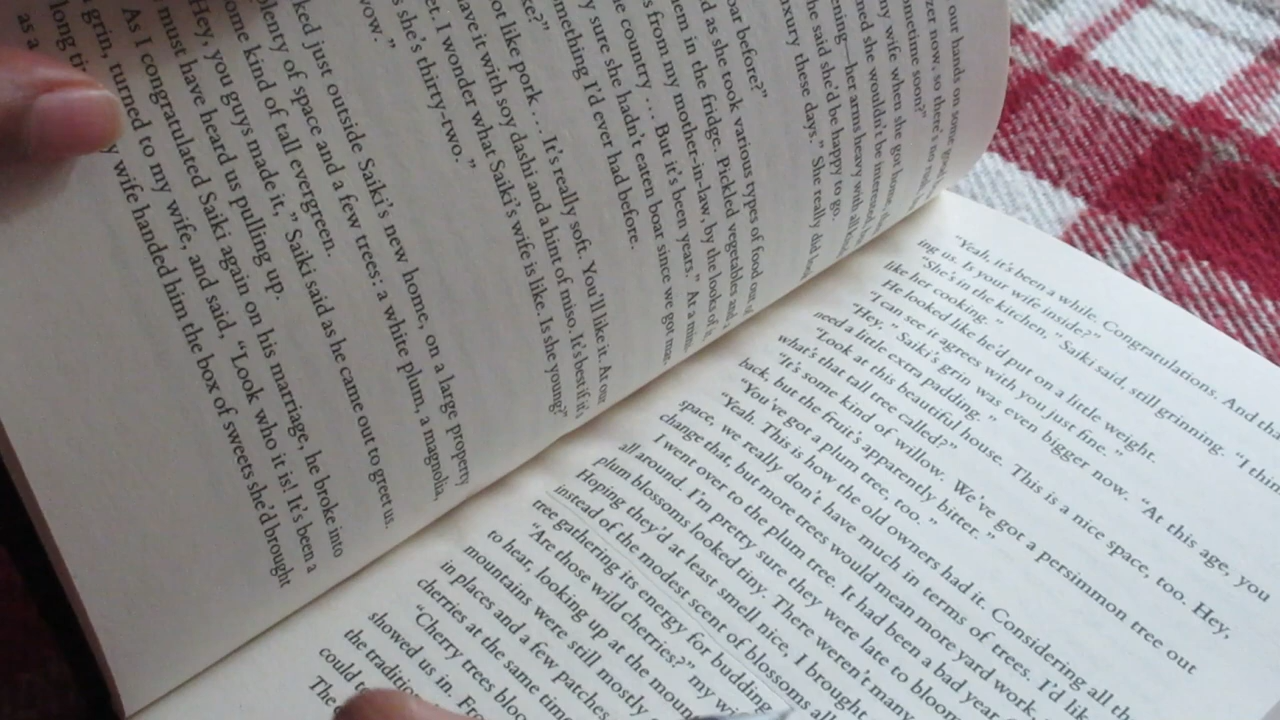 our hands on some
zer now, so there's no
ometime soon?"
ny wife when she got home,
ned she wouldn't be interested,
ening—her arms heavy with all
he said she'd be happy to go,
uxury these days." She really did
oar before?"
d as she took various types of food out of
em in the fridge. Pickled vegetables and
s from my mother-in-law by the looks of
e country . . . But it's been years." At a
y sure she hadn't eaten boar since we got
mething I'd ever had before.
ke?"
ot like pork . . . It's really soft. You'll like it. At our
ave it with soy dashi and a hint of miso. It's best if it's
et. I wonder what Saiki's wife is like. Is she young?"
s she's thirty-two."
wow."
ked just outside Saiki's new home, on a large property
plenty of space and a few trees: a white plum, a magnolia,
ome kind of tall evergreen.
Hey, you guys made it," Saiki said as he came out to greet us.
must have heard us pulling up.
As I congratulated Saiki again on his marriage, he broke into
grin, turned to my wife, and said, "Look who it is! It's been a
long
wife handed him the box of sweets she'd brought
as a
"Yeah, it's been a while. Congratulations. And
ing us. Is your wife inside?"
"She's in the kitchen," Saiki said, still grinning. "I
like her cooking."
He looked like he'd put on a little weight.
"I can see it agrees with you just fine."
"Hey," Saiki's grin was even bigger now. "At this age, you
need a little extra padding."
"Look at this beautiful house. This is a nice space, too. Hey,
what's that tall tree called?"
"It's some kind of willow. We've got a persimmon tree out
back, but the fruit's apparently bitter."
"You've got a plum tree, too."
"Yeah. This is how the old owners had it. Considering all the
space, we really don't have much in terms of trees. I'd
change that but more trees would mean more yard work.
I went over to the plum tree. It had been a bad year
all around. I'm pretty sure they were late to bloom
plum blossoms looked tiny. There weren't many
Hoping they'd at least smell nice, I brought
instead of the modest scent of blossoms all
tree gathering its energy for budding
"Are those wild cherries?" my
to hear, looking up at the
mountains were still mostly
in places and a few patches
cherries at the same
"Cherry trees
showed us in.
the
could
The